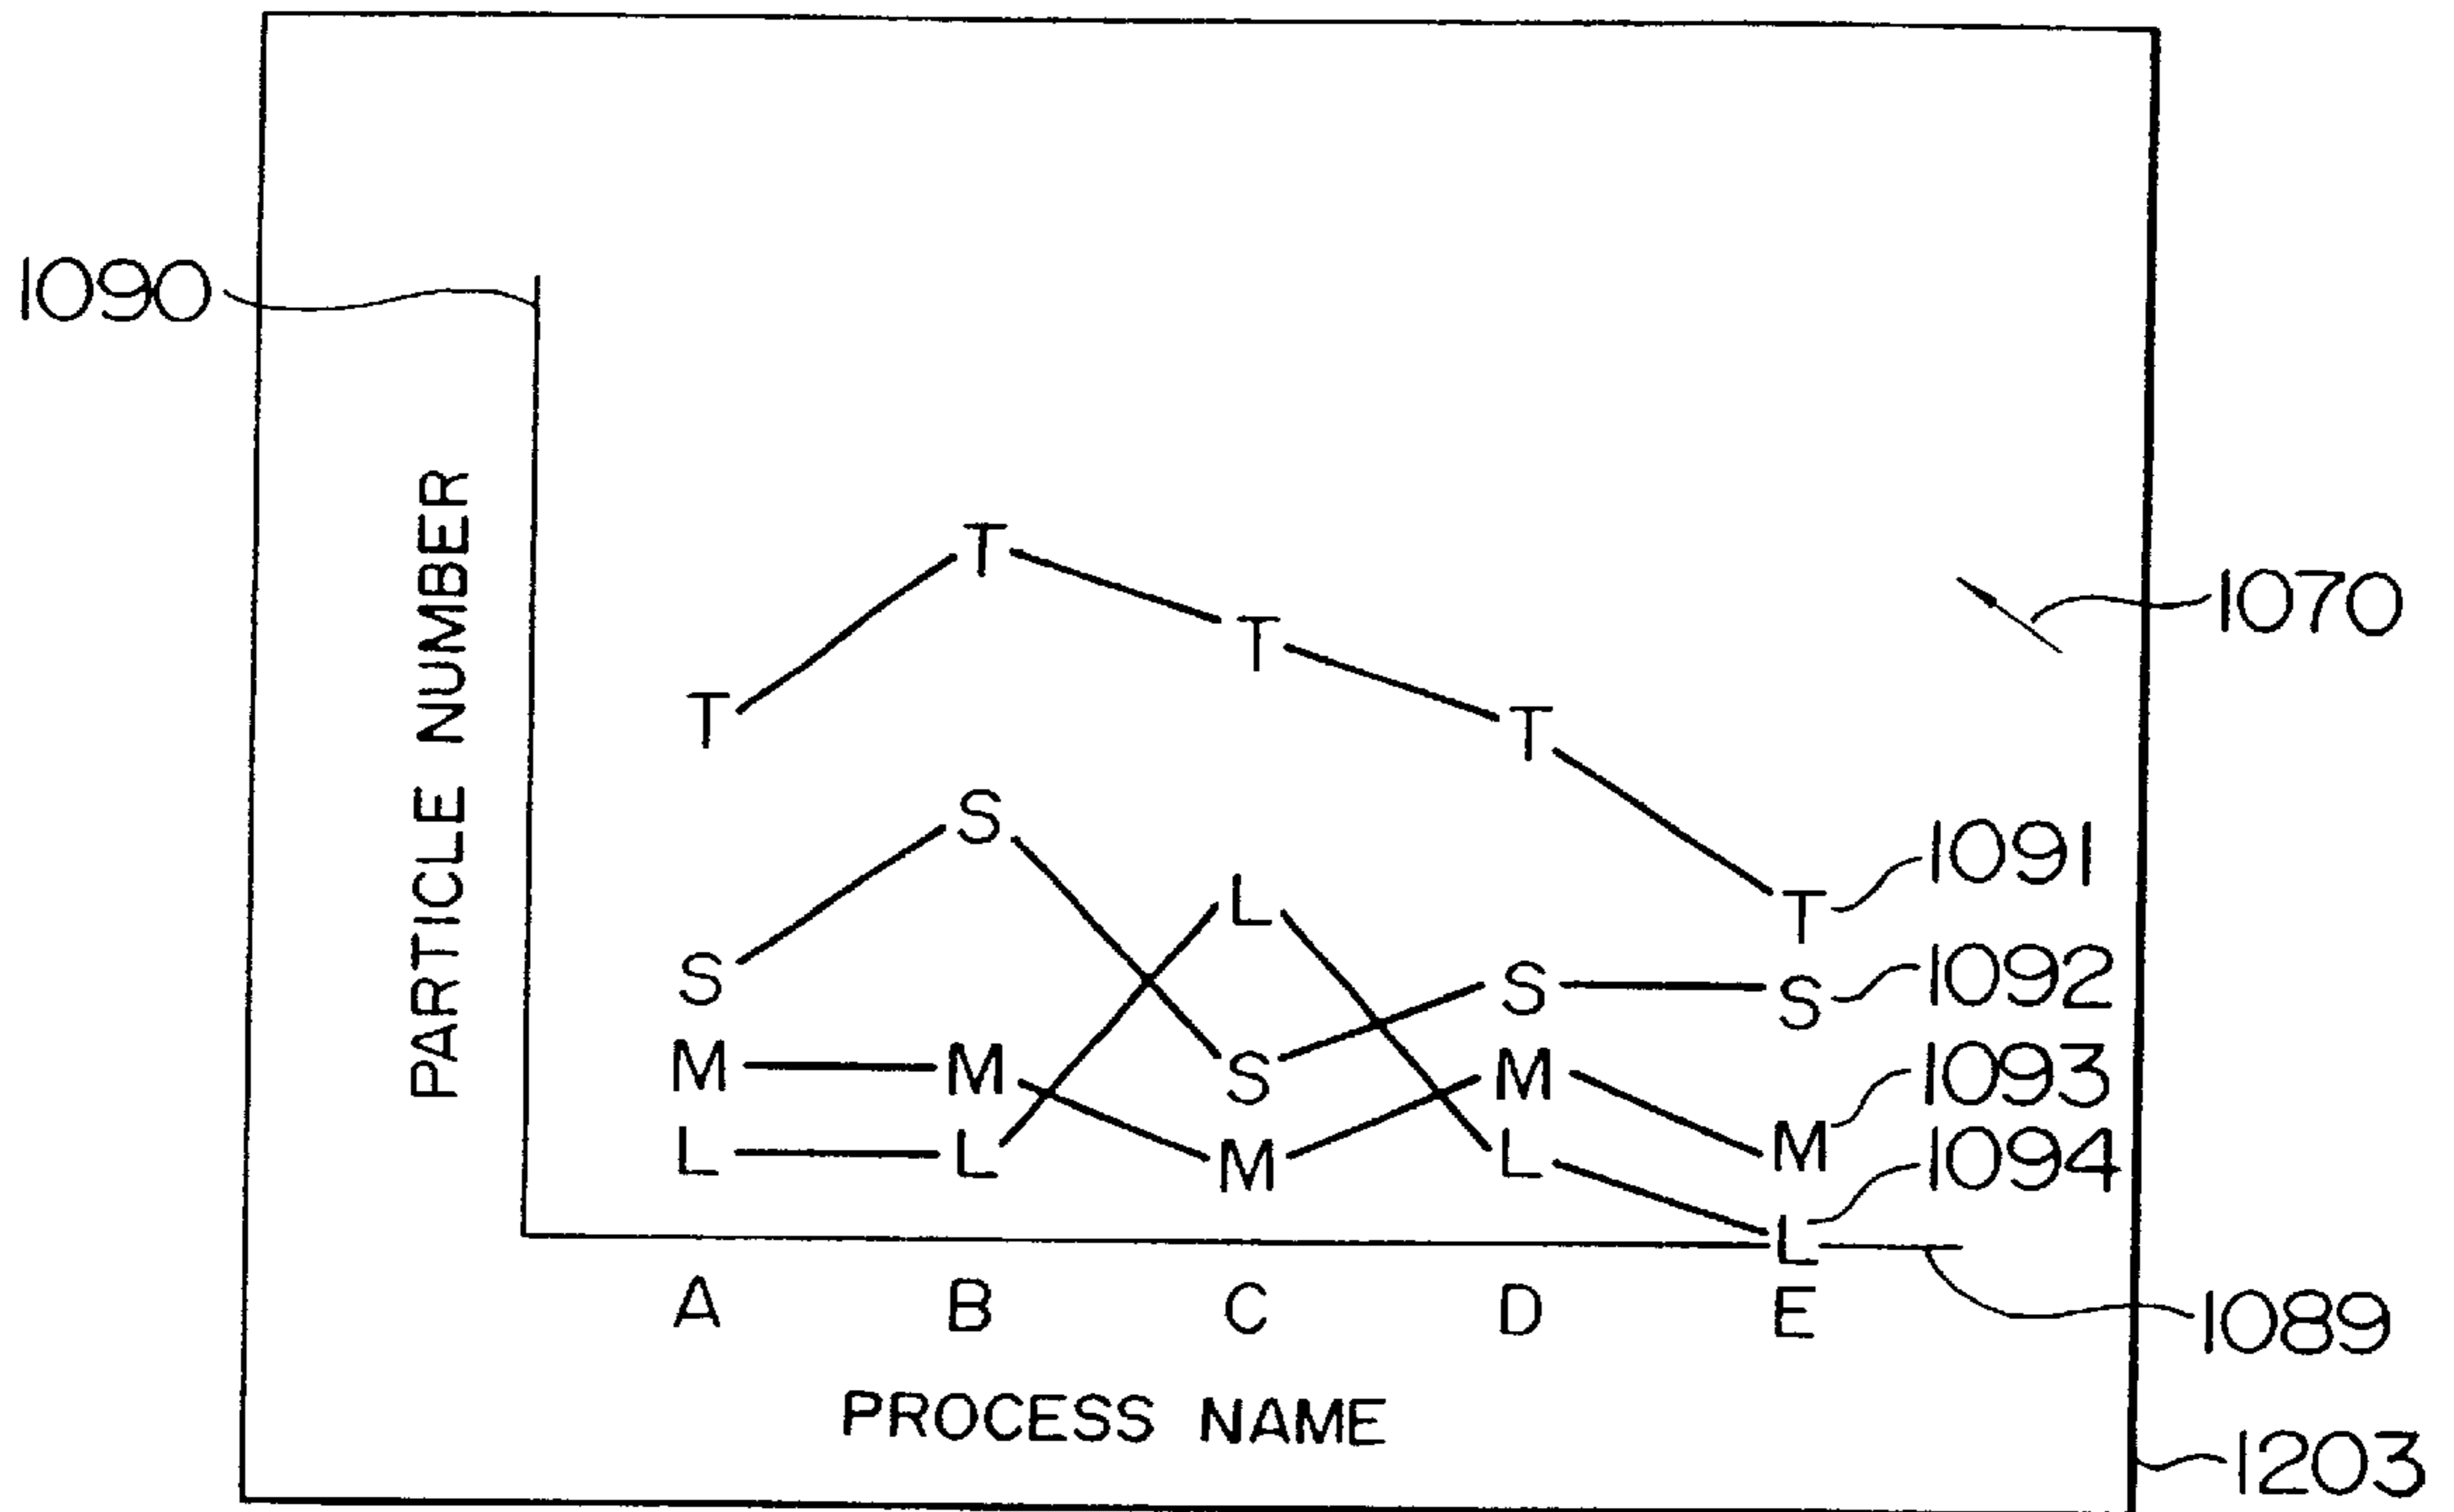 1090
PARTICLE NUMBER
T
1070
T
T
T
S
1091
L
T
S
S
S
1092
M
M
S
M
1093
L
L
M
L
M
1094
L
A B C D E
1089
PROCESS NAME
1203